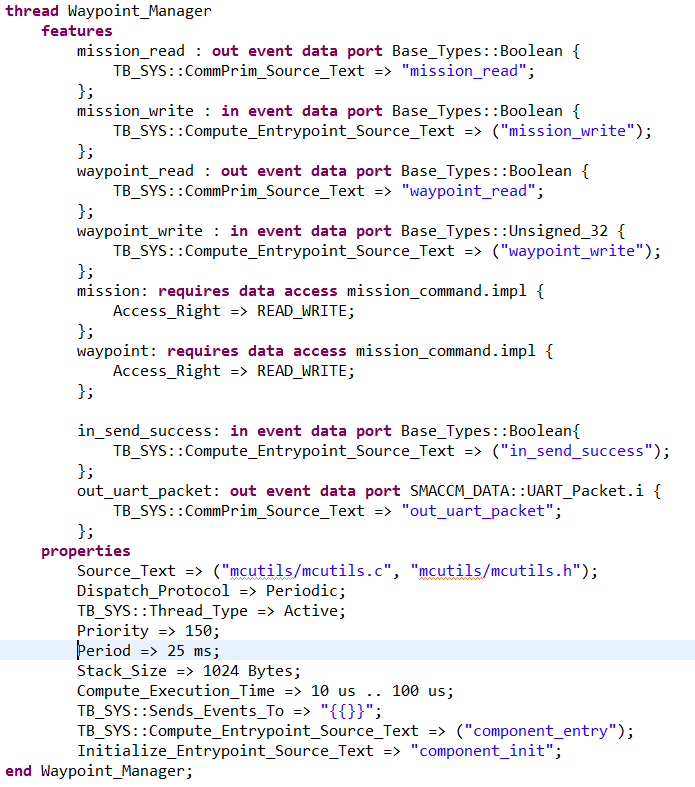 thread Waypoint_Manager
features
mission_read : out event data port Base_Types::Boolean {
TB_SYS::CommPrim_Source_Text => "mission_read";
};
mission_write : in event data port Base_Types::Boolean {
TB_SYS::Compute_Entrypoint_Source_Text => ("mission_write");
};
waypoint_read : out event data port Base_Types::Boolean {
TB_SYS::CommPrim_Source_Text => "waypoint_read";
};
waypoint_write : in event data port Base_Types::Unsigned_32 {
TB_SYS::Compute_Entrypoint_Source_Text => ("waypoint_write");
};
mission: requires data access mission_command.impl {
Access_Right => READ_WRITE;
};
waypoint: requires data access mission_command.impl {
Access_Right => READ_WRITE;
};
in_send_success: in event data port Base_Types::Boolean{
TB_SYS::Compute_Entrypoint_Source_Text => ("in_send_success");
};
out_uart_packet: out event data port SMACCM_DATA::UART_Packet.i {
TB_SYS::CommPrim_Source_Text => "out_uart_packet";
};
properties
Source_Text => ("mcutils/mcutils.c", "mcutils/mcutils.h");
Dispatch_Protocol => Periodic;
TB_SYS::Thread_Type => Active;
Priority => 150;
Period => 25 ms;
Stack_Size => 1024 Bytes;
Compute_Execution_Time => 10 us .. 100 us;
TB_SYS::Sends_Events_To => "{{}}";
TB_SYS::Compute_Entrypoint_Source_Text => ("component_entry");
Initialize_Entrypoint_Source_Text => "component_init";
end Waypoint_Manager;